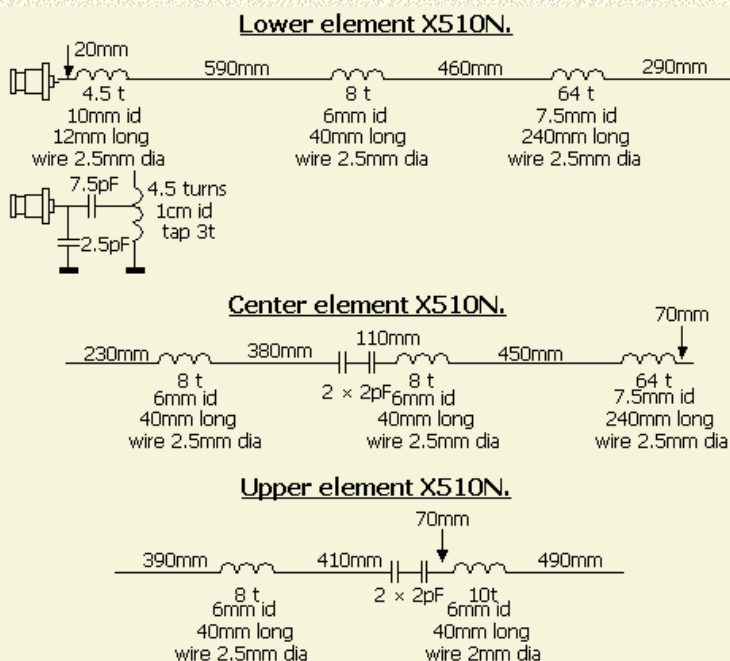 Lower element X510N.
20mm
590mm 460mm 290mm
4.5 t 8 t 64 t
10mm id 6mm id 7.5mm id
12mm long 40mm long 240mm long
wire 2.5mm dia wire 2.5mm dia wire 2.5mm dia
7.5pF 4.5 turns
1cm id
tap 3t
2.5pF
Center element X510N.
70mm
110mm
230mm 380mm 450mm
8 t 2 × 2pF 8 t 64 t
6mm id 6mm id 7.5mm id
40mm long 40mm long 240mm long
wire 2.5mm dia wire 2.5mm dia wire 2.5mm dia
Upper element X510N.
70mm
390mm 410mm 490mm
8 t 2 × 2pF 10t
6mm id 6mm id
40mm long 40mm long
wire 2.5mm dia wire 2mm dia